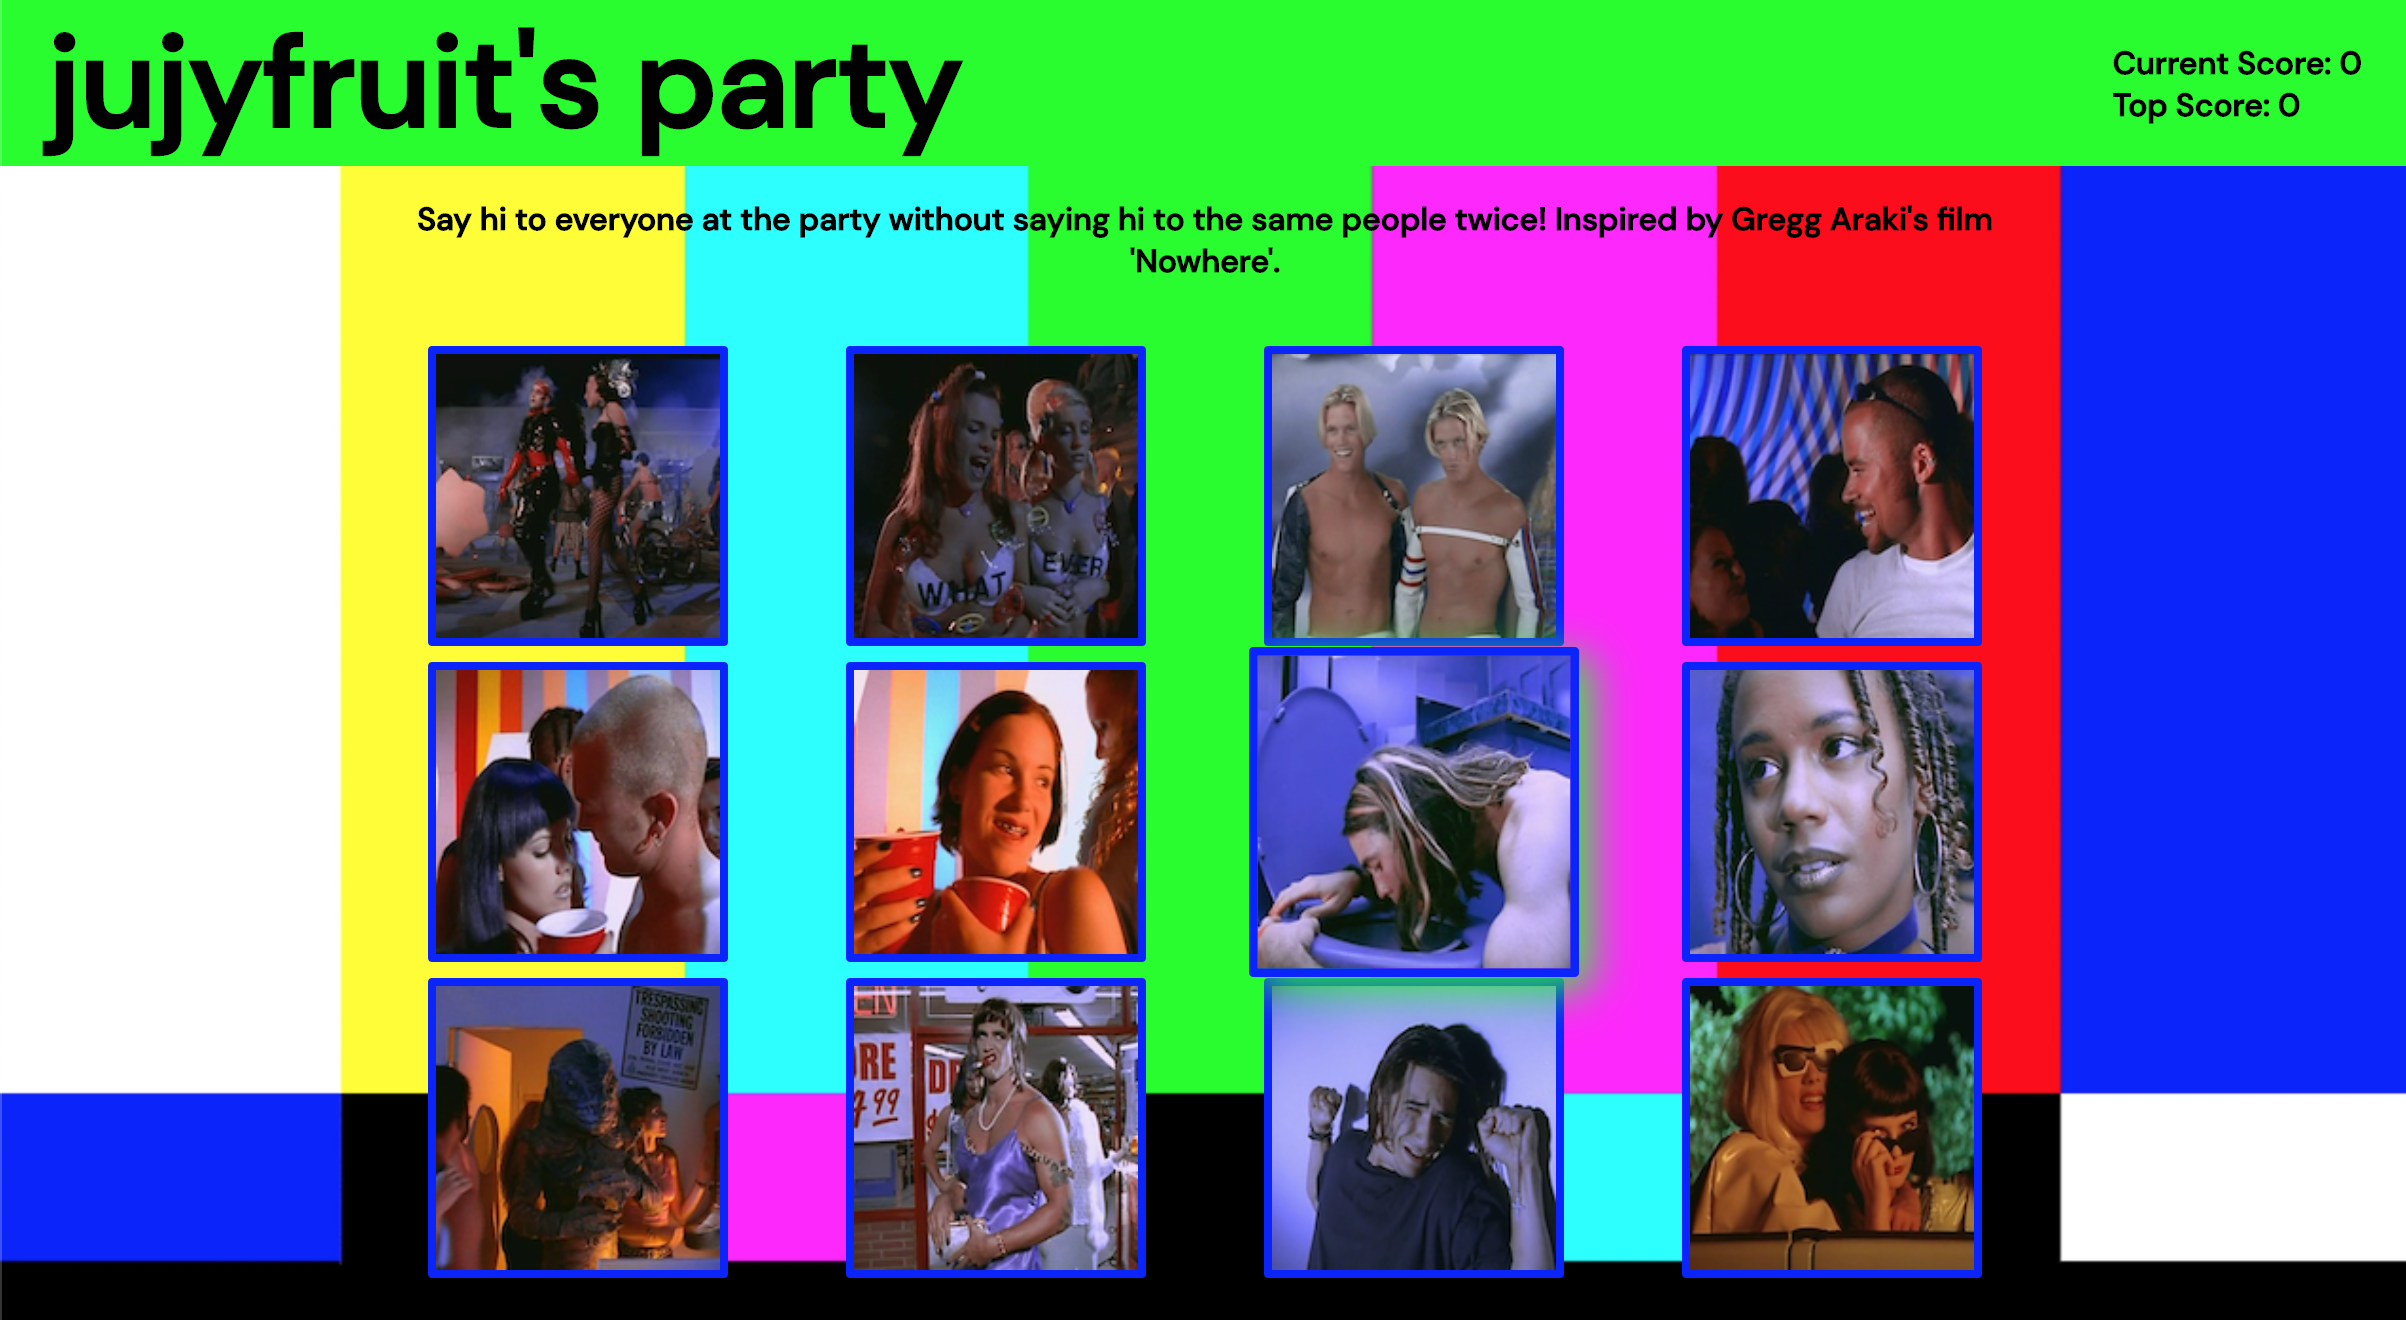 jujyfruit's party
Current Score: 0
Top Score: 0
Say hi to everyone at the party without saying hi to the same people twice! Inspired by Gregg Araki's film
'Nowhere'.
WHAT
EVER
TRESPASSING
SHOOTING
FORBIDDEN
BY LAW
EN
RE
99
DE